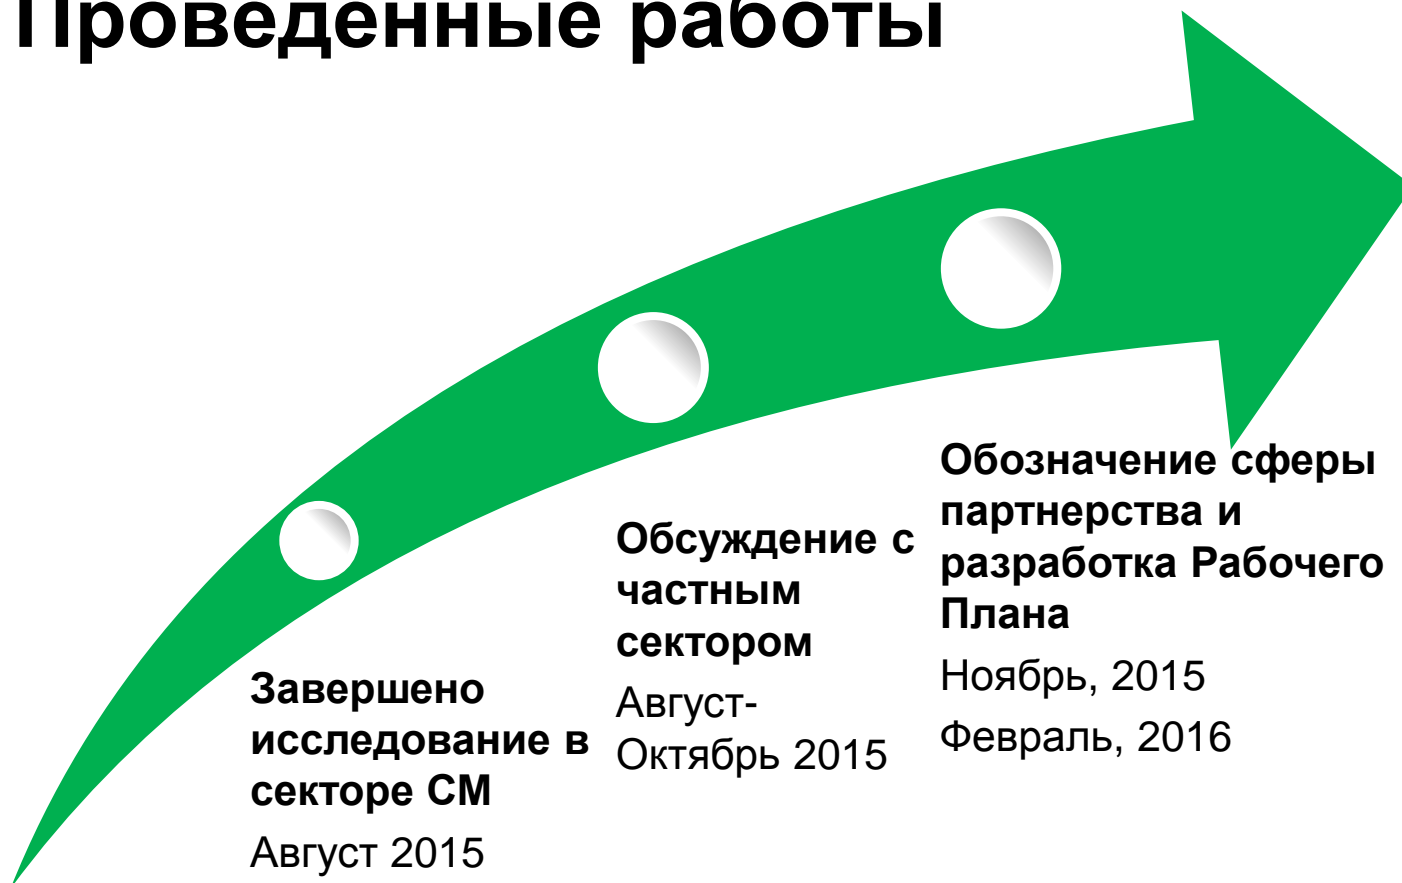 Проведенные работы
Завершено
исследование в
секторе СМ
Август 2015
Обсуждение с
частным
сектором
Август-
Октябрь 2015
Обозначение сферы
партнерства и
разработка Рабочего
Плана
Ноябрь, 2015
Февраль, 2016